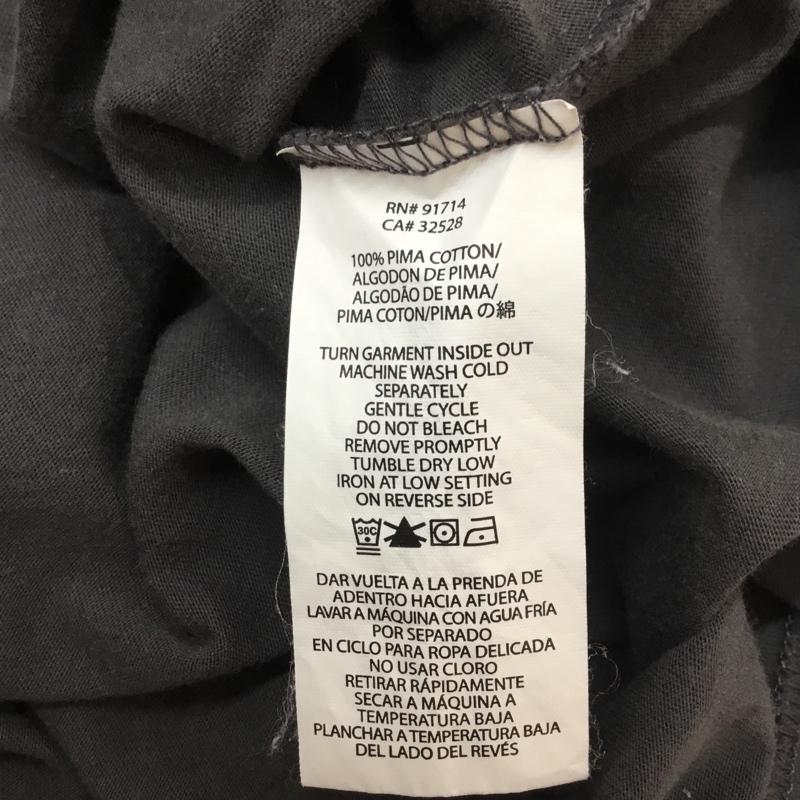 RN# 91714
CA# 32528
100% PIMA COTTON/
ALGODON DE PIMA/
ALGODÃO DE PIMA/
PIMA COTON/PIMA の綿
TURN GARMENT INSIDE OUT
MACHINE WASH COLD
SEPARATELY
GENTLE CYCLE
DO NOT BLEACH
REMOVE PROMPTLY
TUMBLE DRY LOW
IRON AT LOW SETTING
ON REVERSE SIDE
30C
DAR VUELTA A LA PRENDA DE
ADENTRO HACIA AFUERA
LAVAR A MÁQUINA CON AGUA FRÍA
POR SEPARADO
EN CICLO PARA ROPA DELICADA
NO USAR CLORO
RETIRAR RÁPIDAMENTE
SECAR A MÁQUINA A
TEMPERATURA BAJA
PLANCHAR A TEMPERATURA BAJA
DEL LADO DEL REVÉS